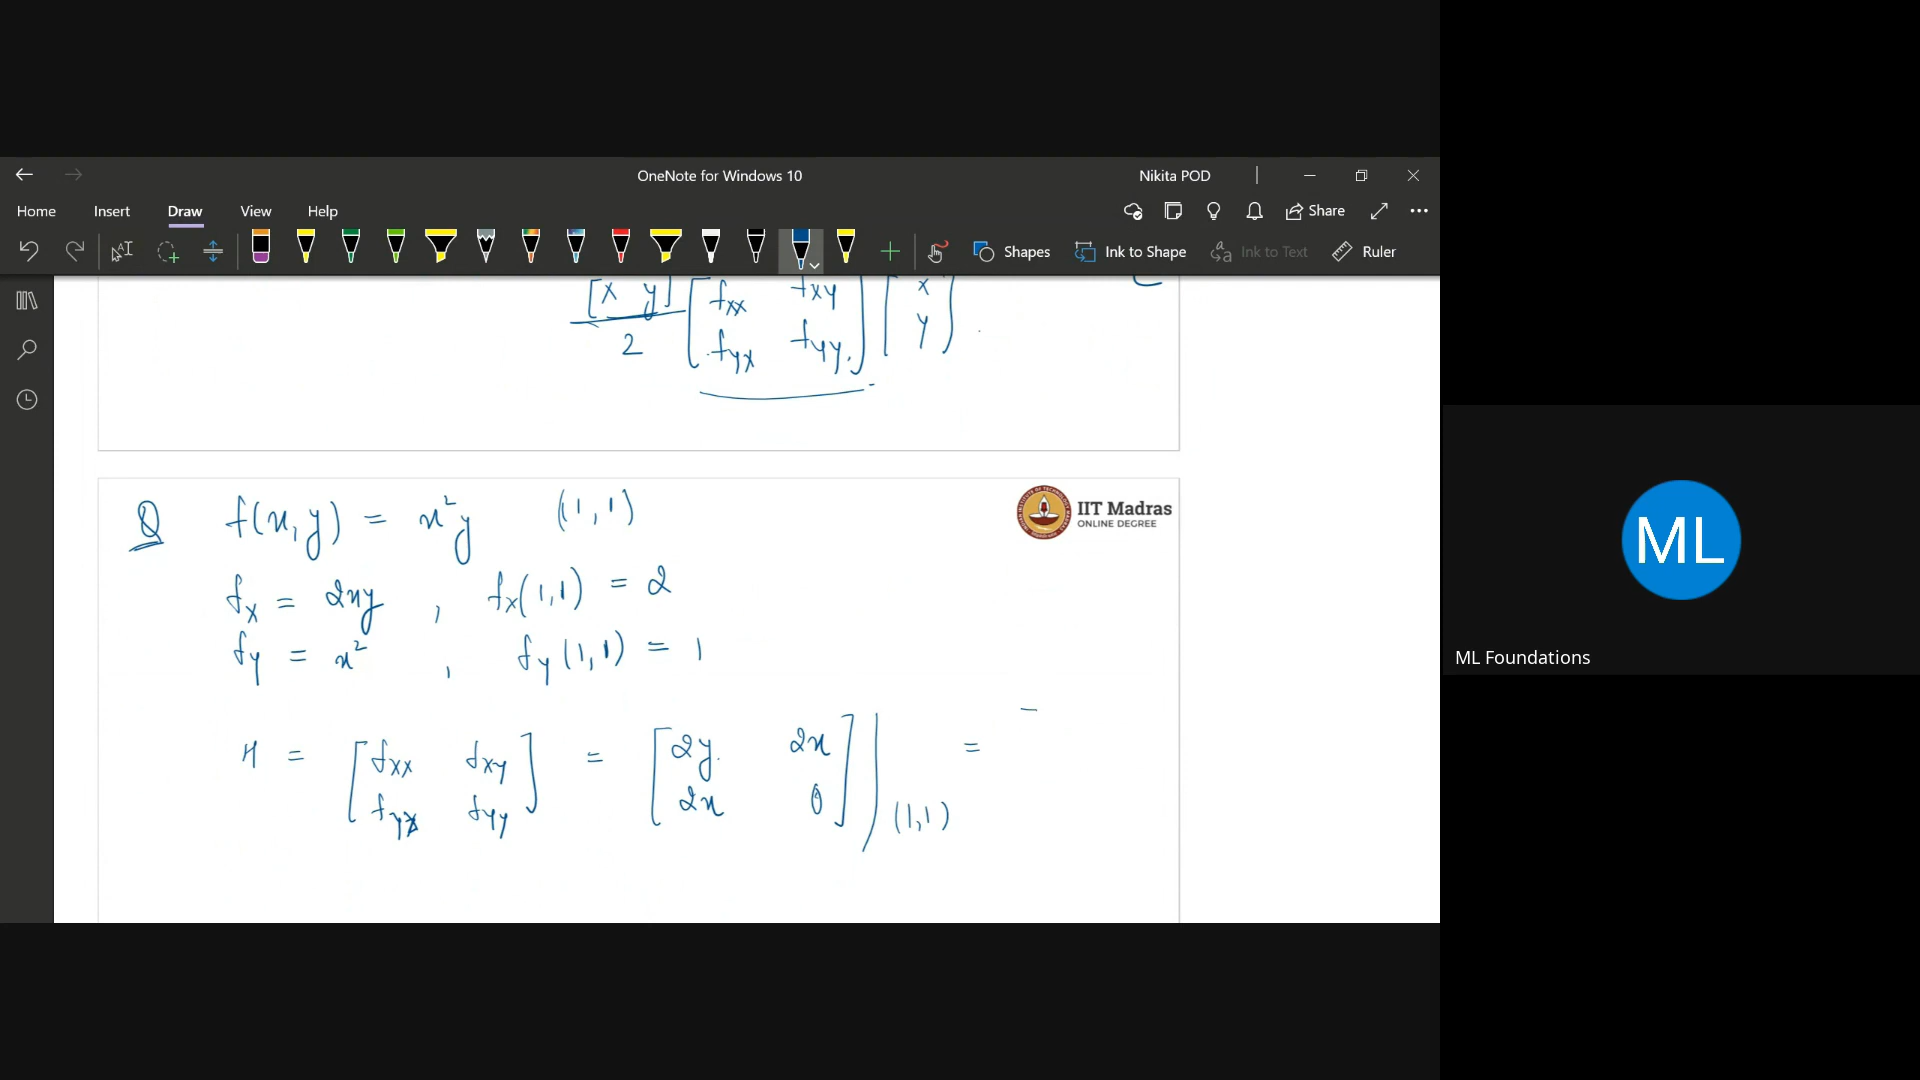 OneNote for Windows 10
Nikita POD
Home Insert Draw View Help
Share
Shapes Ink to Shape Ink to Text Ruler
[x y] [fxx fxy] [x]
2 [fyx fyy] [y]
Q f(x,y) = x²y (1,1)
IIT Madras
ONLINE DEGREE
fx = 2xy , fx(1,1) = 2
fy = x² , fy(1,1) = 1
H = [fxx fxy] = [2y 2x] =
[fyx fyy] [2x 0] (1,1)
ML
ML Foundations